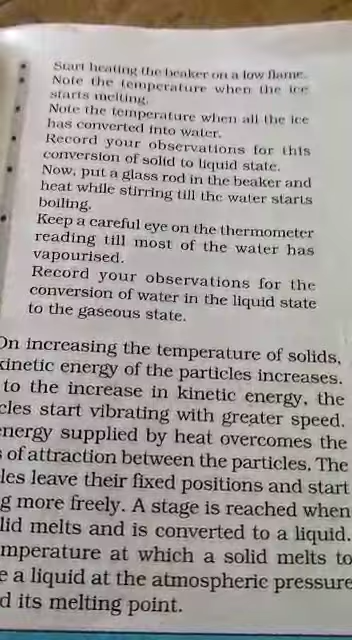 Start heating the beaker on a low flame.
Note the temperature when the ice
starts melting.
Note the temperature when all the ice
has converted into water.
Record your observations for this
conversion of solid to liquid state.
Now, put a glass rod in the beaker and
heat while stirring till the water starts
boiling.
Keep a careful eye on the thermometer
reading till most of the water has
vapourised.
Record your observations for the
conversion of water in the liquid state
to the gaseous state.
On increasing the temperature of solids,
kinetic energy of the particles increases.
to the increase in kinetic energy, the
cles start vibrating with greater speed.
energy supplied by heat overcomes the
s of attraction between the particles. The
les leave their fixed positions and start
g more freely. A stage is reached when
lid melts and is converted to a liquid.
mperature at which a solid melts to
e a liquid at the atmospheric pressure
d its melting point.